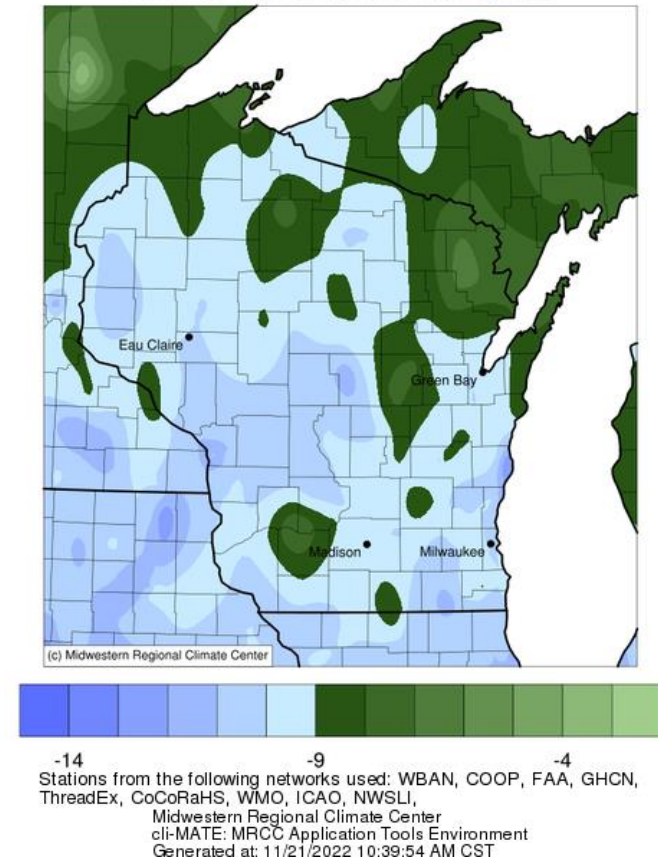 Eau Claire
Green Bay
Madison
Milwaukee
(c) Midwestern Regional Climate Center
-14 -9 -4
Stations from the following networks used: WBAN, COOP, FAA, GHCN,
ThreadEx, CoCoRaHS, WMO, ICAO, NWSLI,
Midwestern Regional Climate Center
cli-MATE: MRCC Application Tools Environment
Generated at: 11/21/2022 10:39:54 AM CST